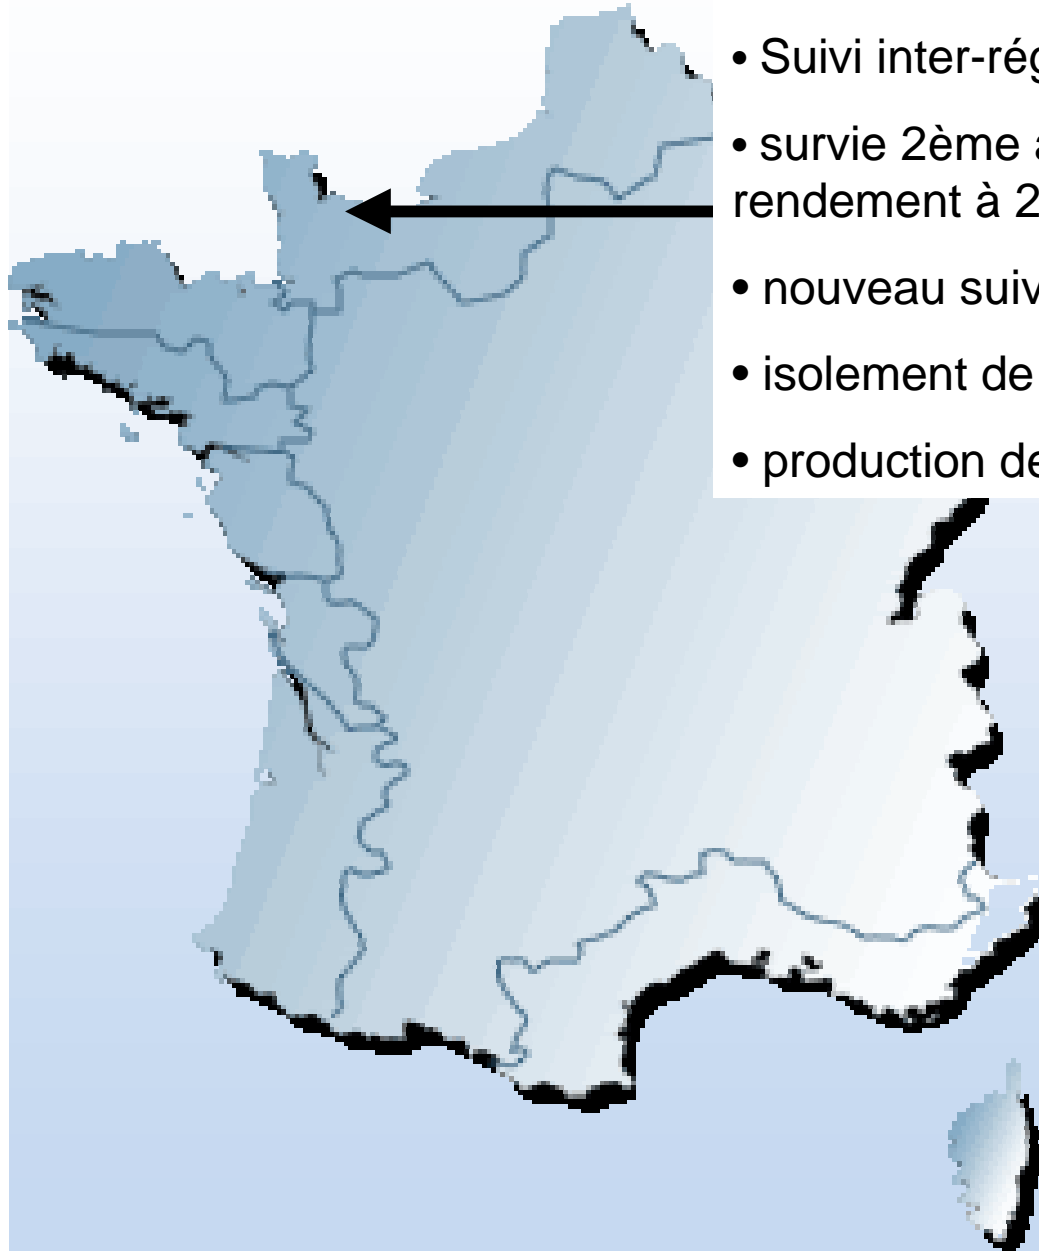 • Suivi inter-rég
• survie 2ème a
rendement à 2
• nouveau suiv
• isolement de
• production de